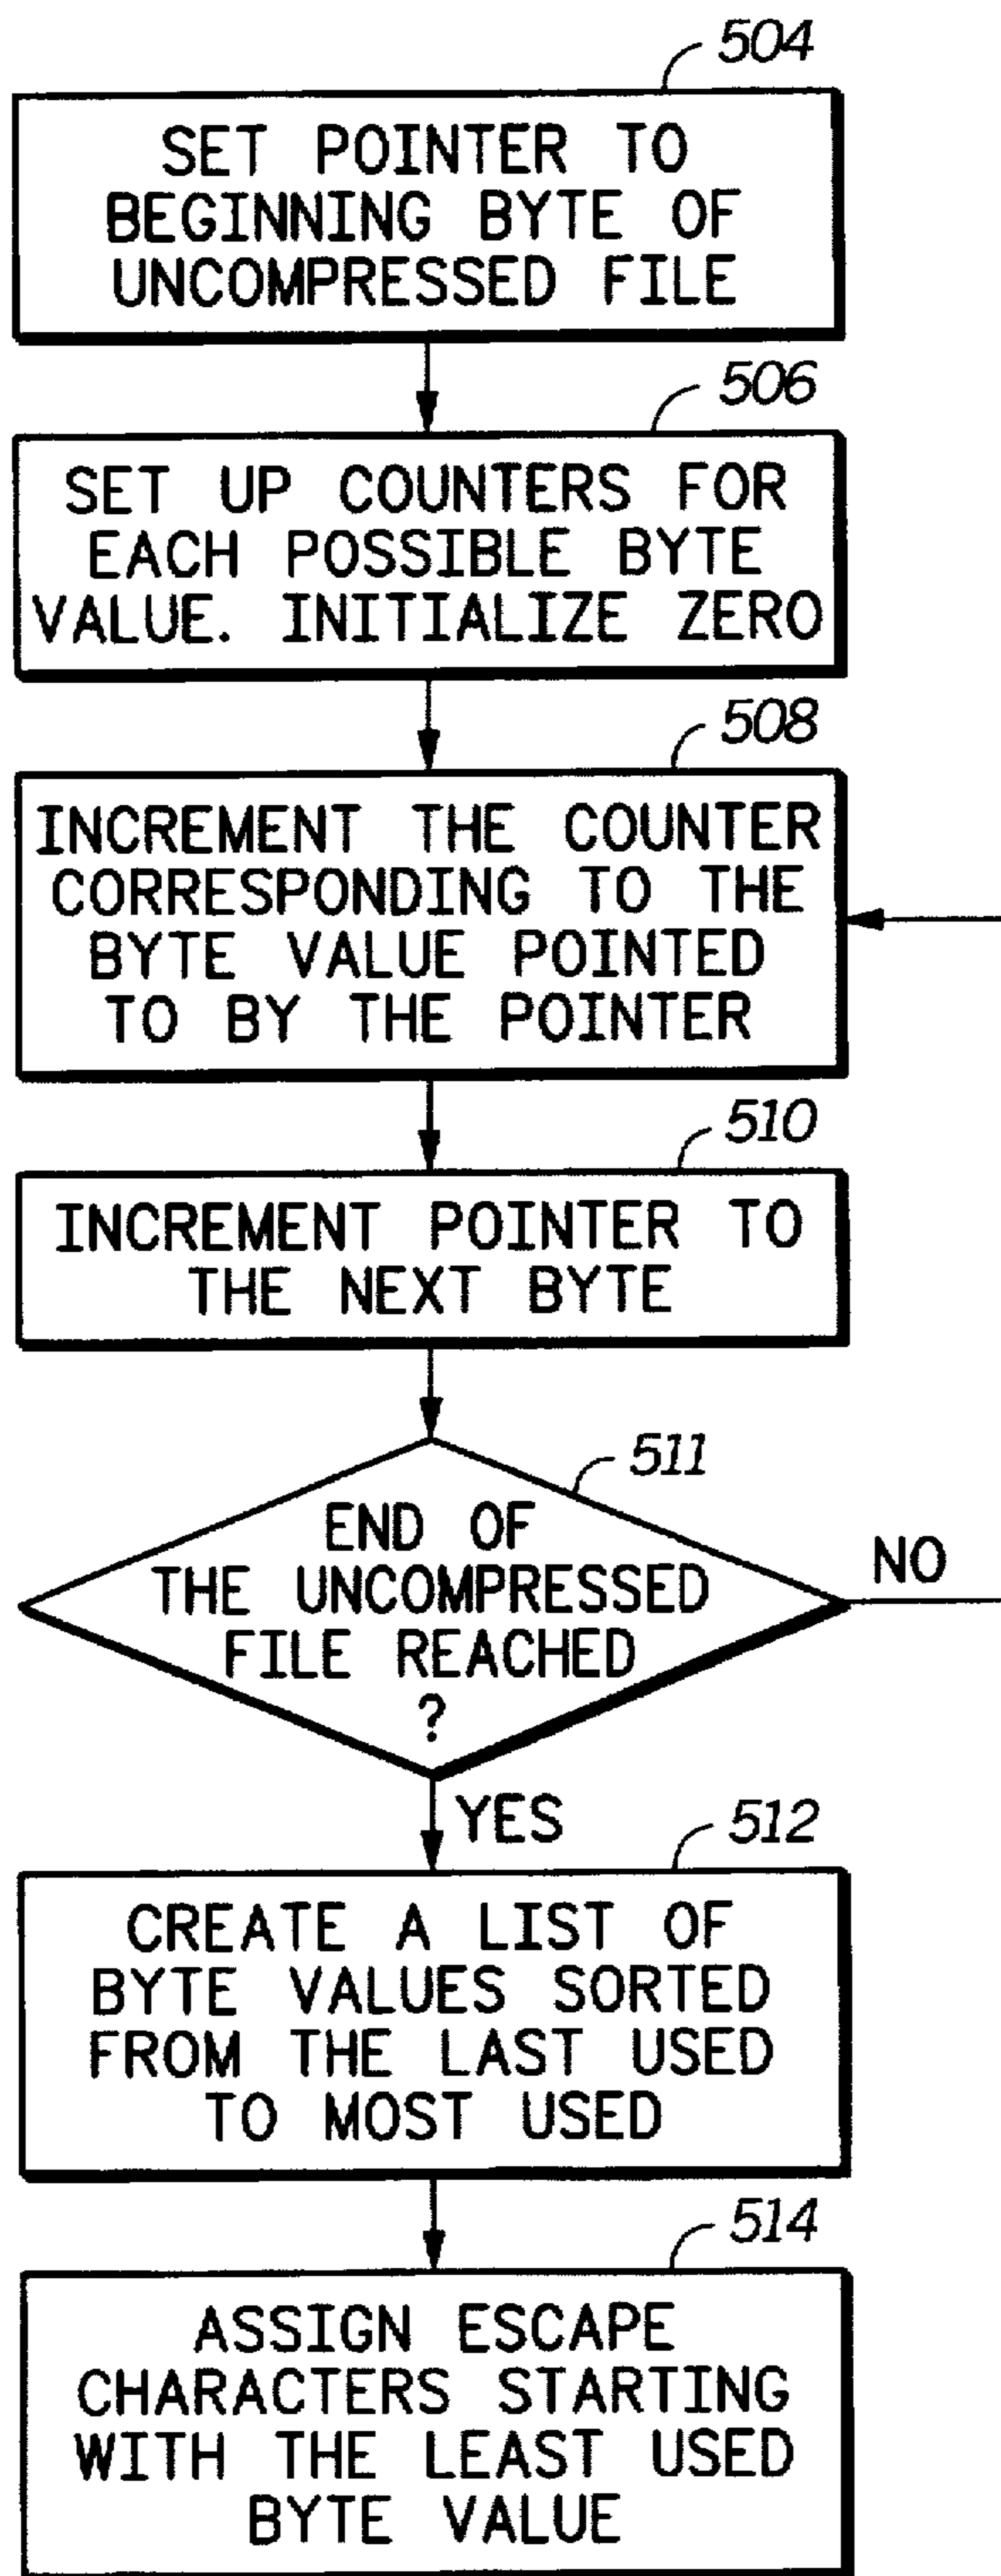 504
SET POINTER TO
BEGINNING BYTE OF
UNCOMPRESSED FILE
506
SET UP COUNTERS FOR
EACH POSSIBLE BYTE
VALUE. INITIALIZE ZERO
508
INCREMENT THE COUNTER
CORRESPONDING TO THE
BYTE VALUE POINTED
TO BY THE POINTER
510
INCREMENT POINTER TO
THE NEXT BYTE
511
END OF
THE UNCOMPRESSED
FILE REACHED
?
NO
YES
512
CREATE A LIST OF
BYTE VALUES SORTED
FROM THE LAST USED
TO MOST USED
514
ASSIGN ESCAPE
CHARACTERS STARTING
WITH THE LEAST USED
BYTE VALUE